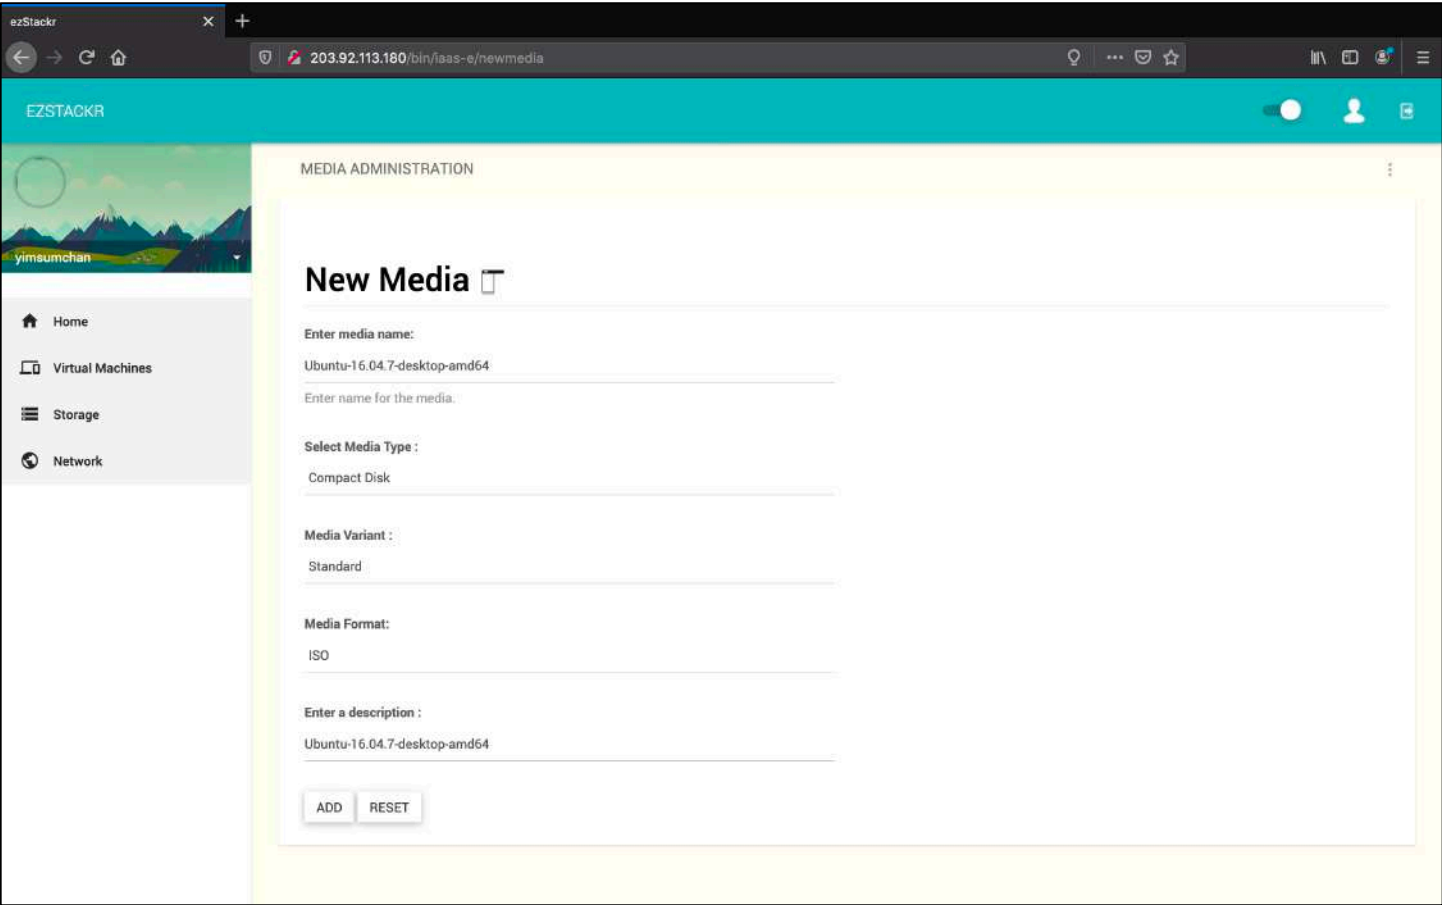 ezStackr
203.92.113.180/bin/iaas-e/newmedia
EZSTACKR
MEDIA ADMINISTRATION
yimsumchan
Home
Virtual Machines
Storage
Network
New Media
Enter media name:
Ubuntu-16.04.7-desktop-amd64
Enter name for the media.
Select Media Type :
Compact Disk
Media Variant :
Standard
Media Format:
ISO
Enter a description :
Ubuntu-16.04.7-desktop-amd64
ADD RESET